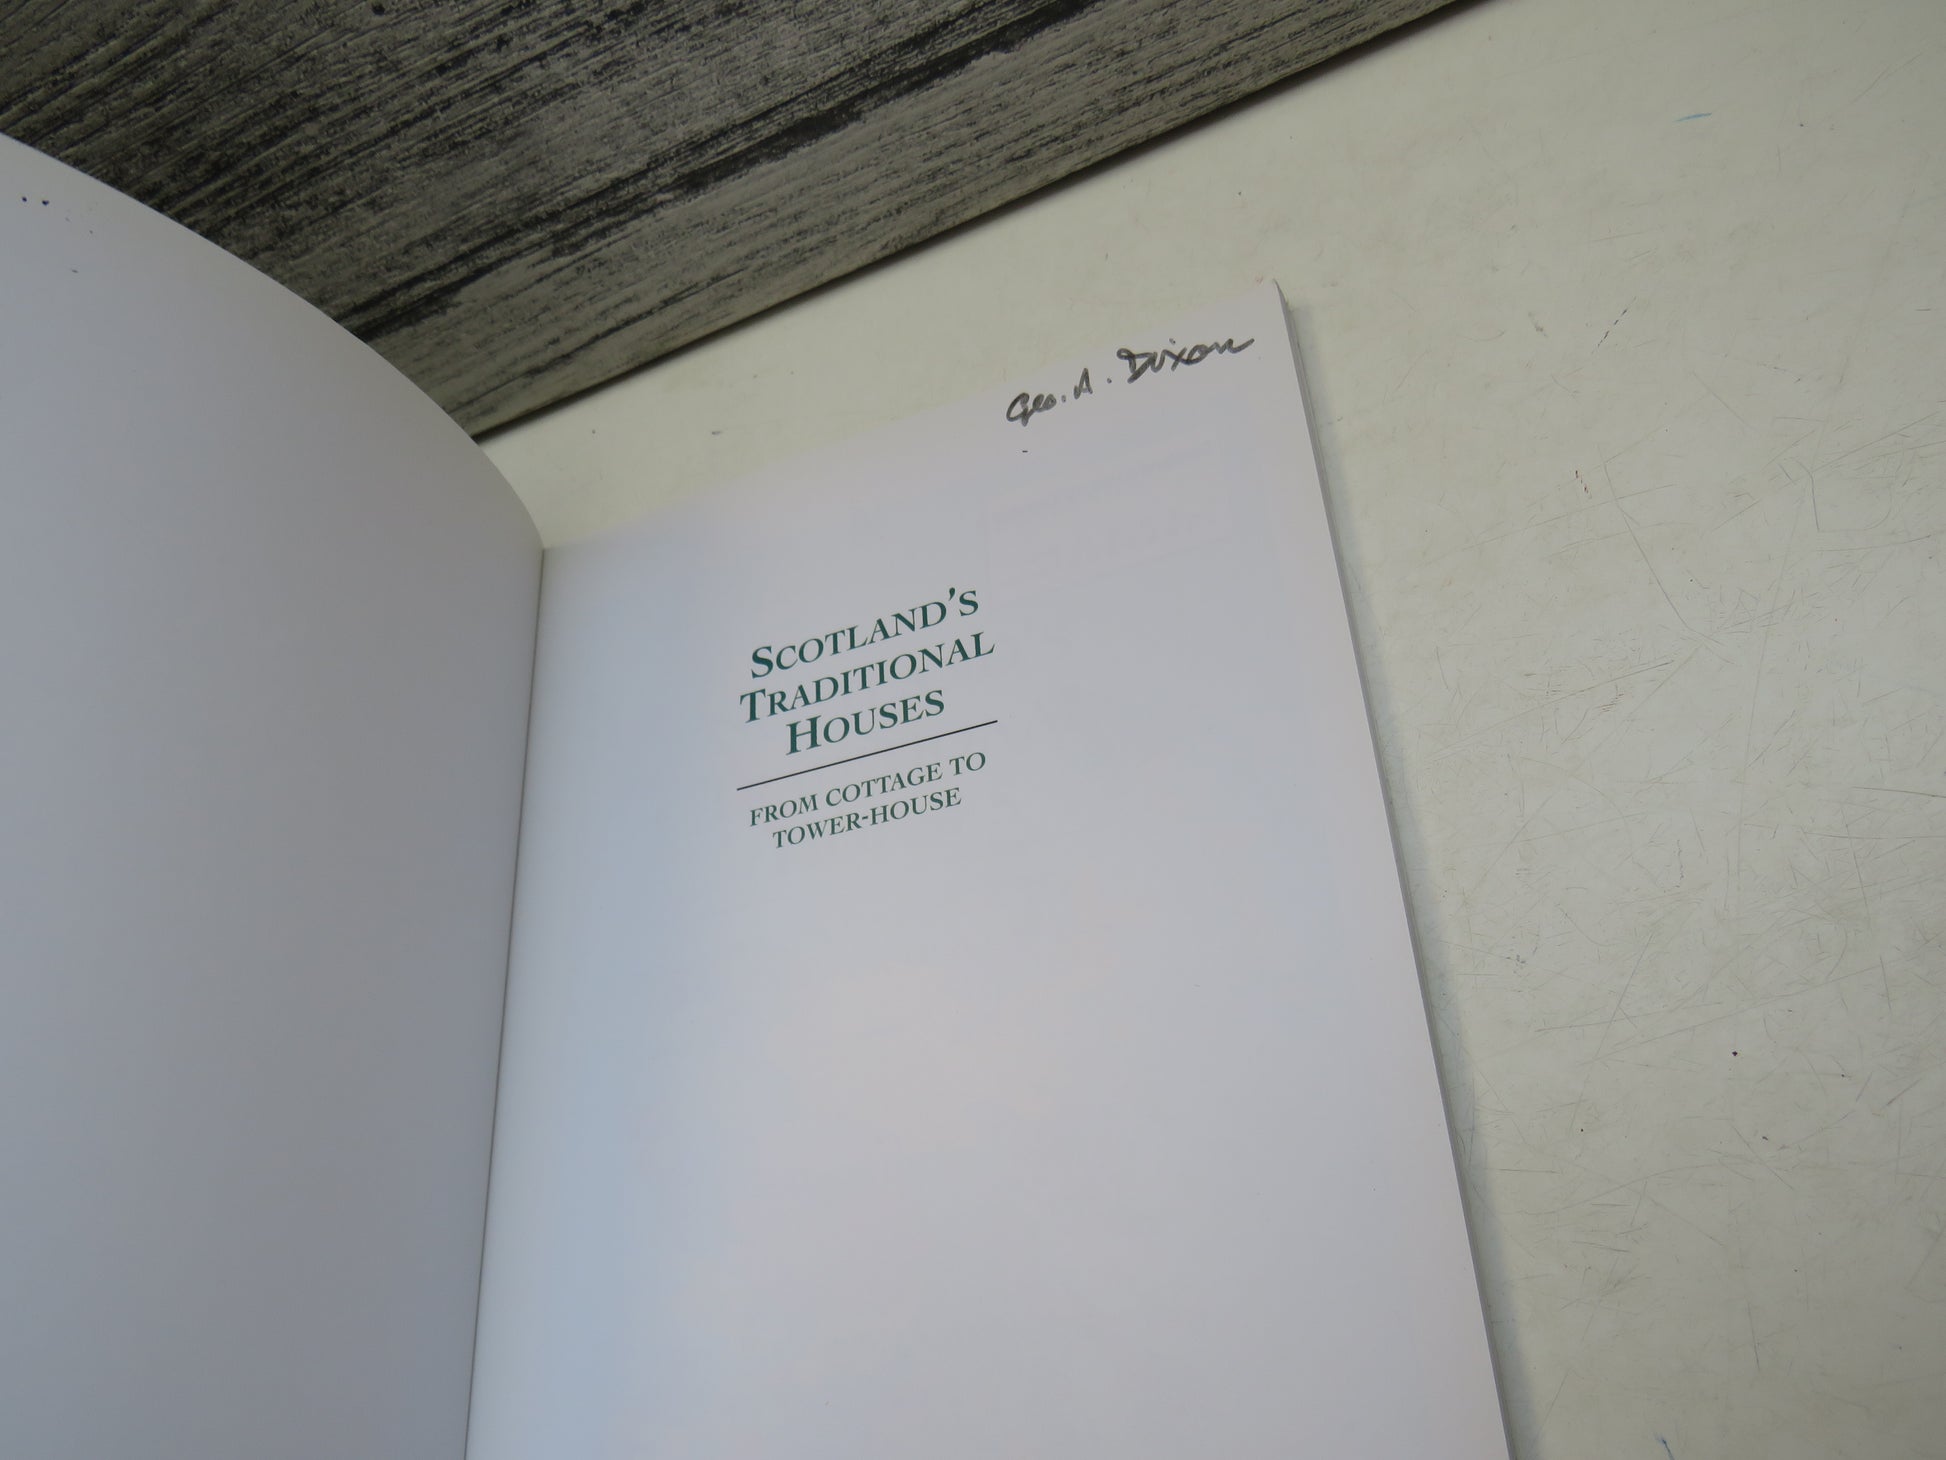 Geo. A. Dixon
SCOTLAND'S
TRADITIONAL
HOUSES
FROM COTTAGE TO
TOWER-HOUSE